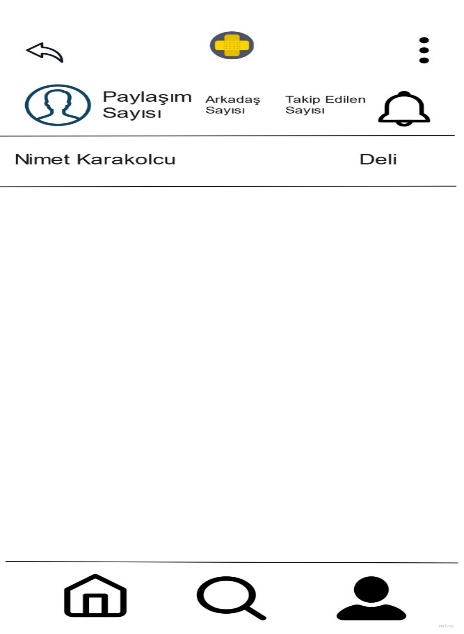 Paylaşım
Sayısı
Arkadaş
Sayısı
Takip Edilen
Sayısı
Nimet Karakolcu
Deli